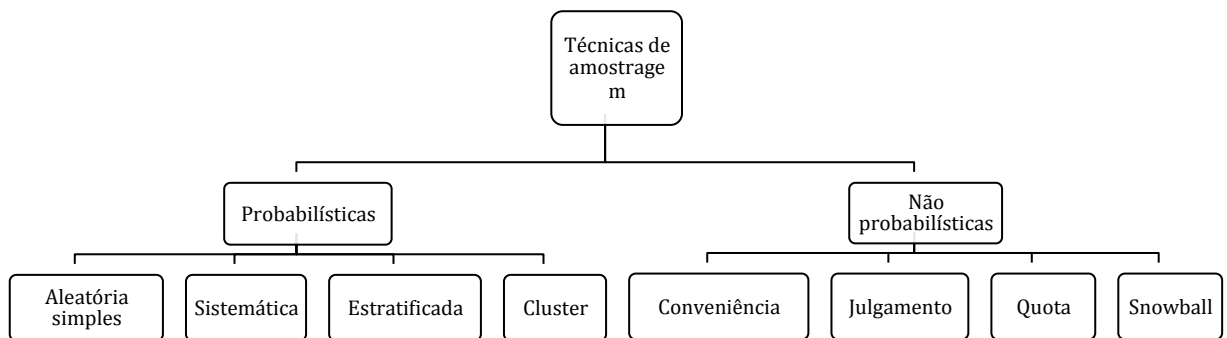 Técnicas de
amostrage
m
Probabilísticas
Não
probabilísticas
Aleatória
simples
Sistemática
Estratificada
Cluster
Conveniência
Julgamento
Quota
Snowball